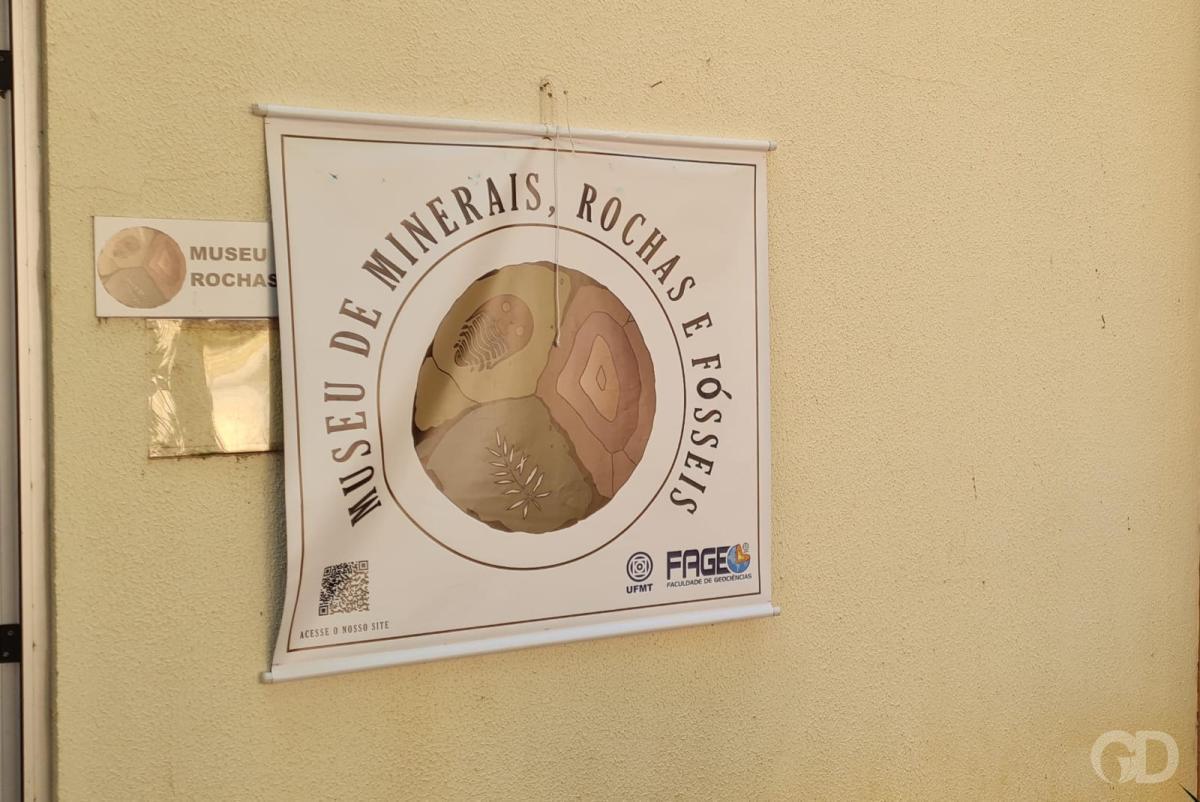 MUSEU
ROCHAS
MUSEU DE MINERAIS, ROCHAS E FÓSSEIS
ACESSE O NOSSO SITE
UFMT
FAGEO
FACULDADE DE GEOCIÊNCIAS
GD